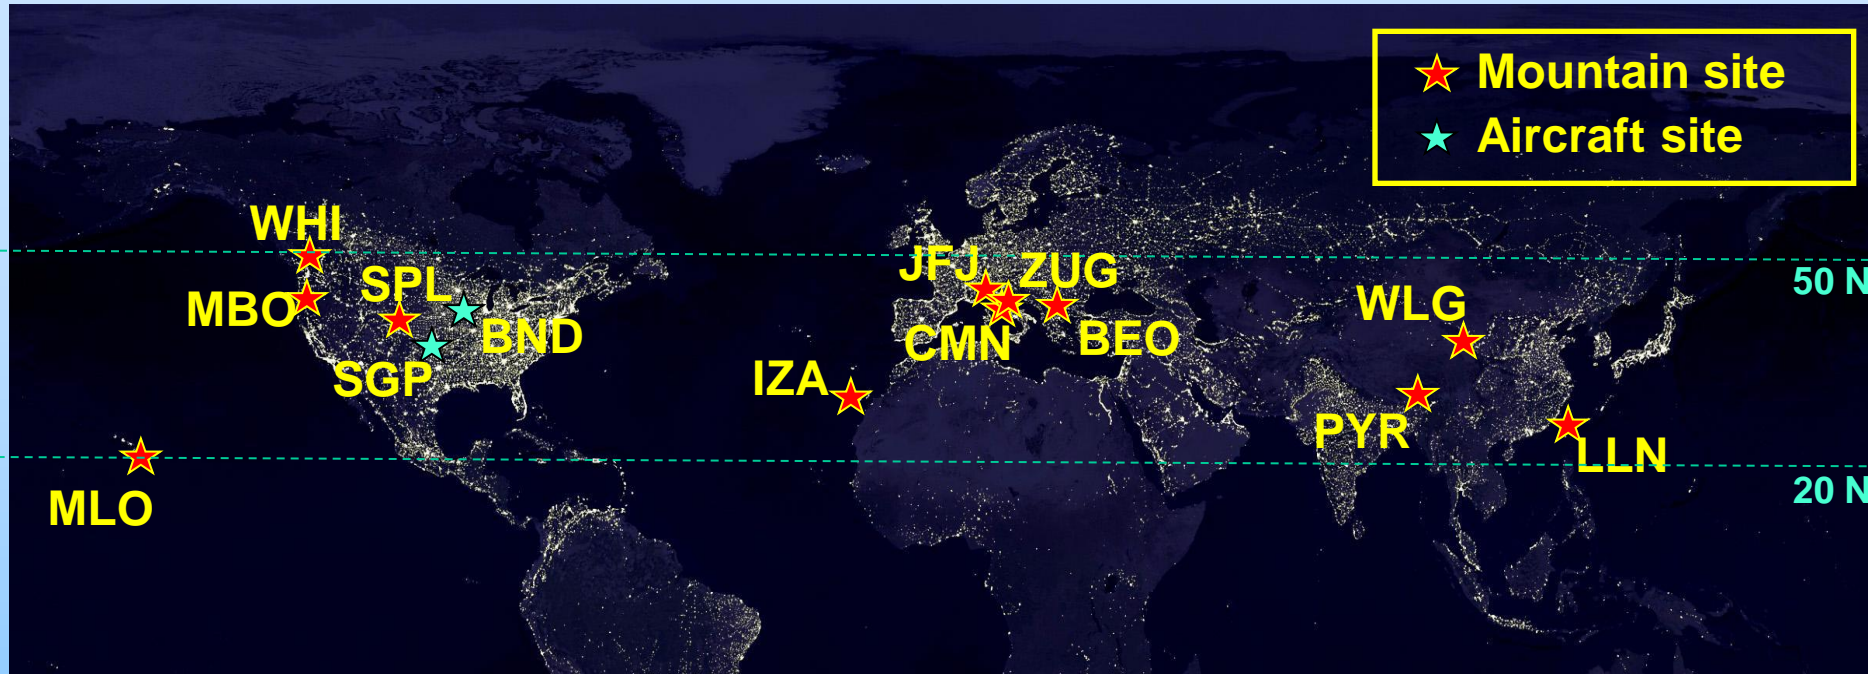 Mountain site
Aircraft site
WHI
JFJ
ZUG
50 N
SPL
MBO
WLG
BND
CMN
BEO
SGP
IZA
PYR
LLN
20 N
MLO